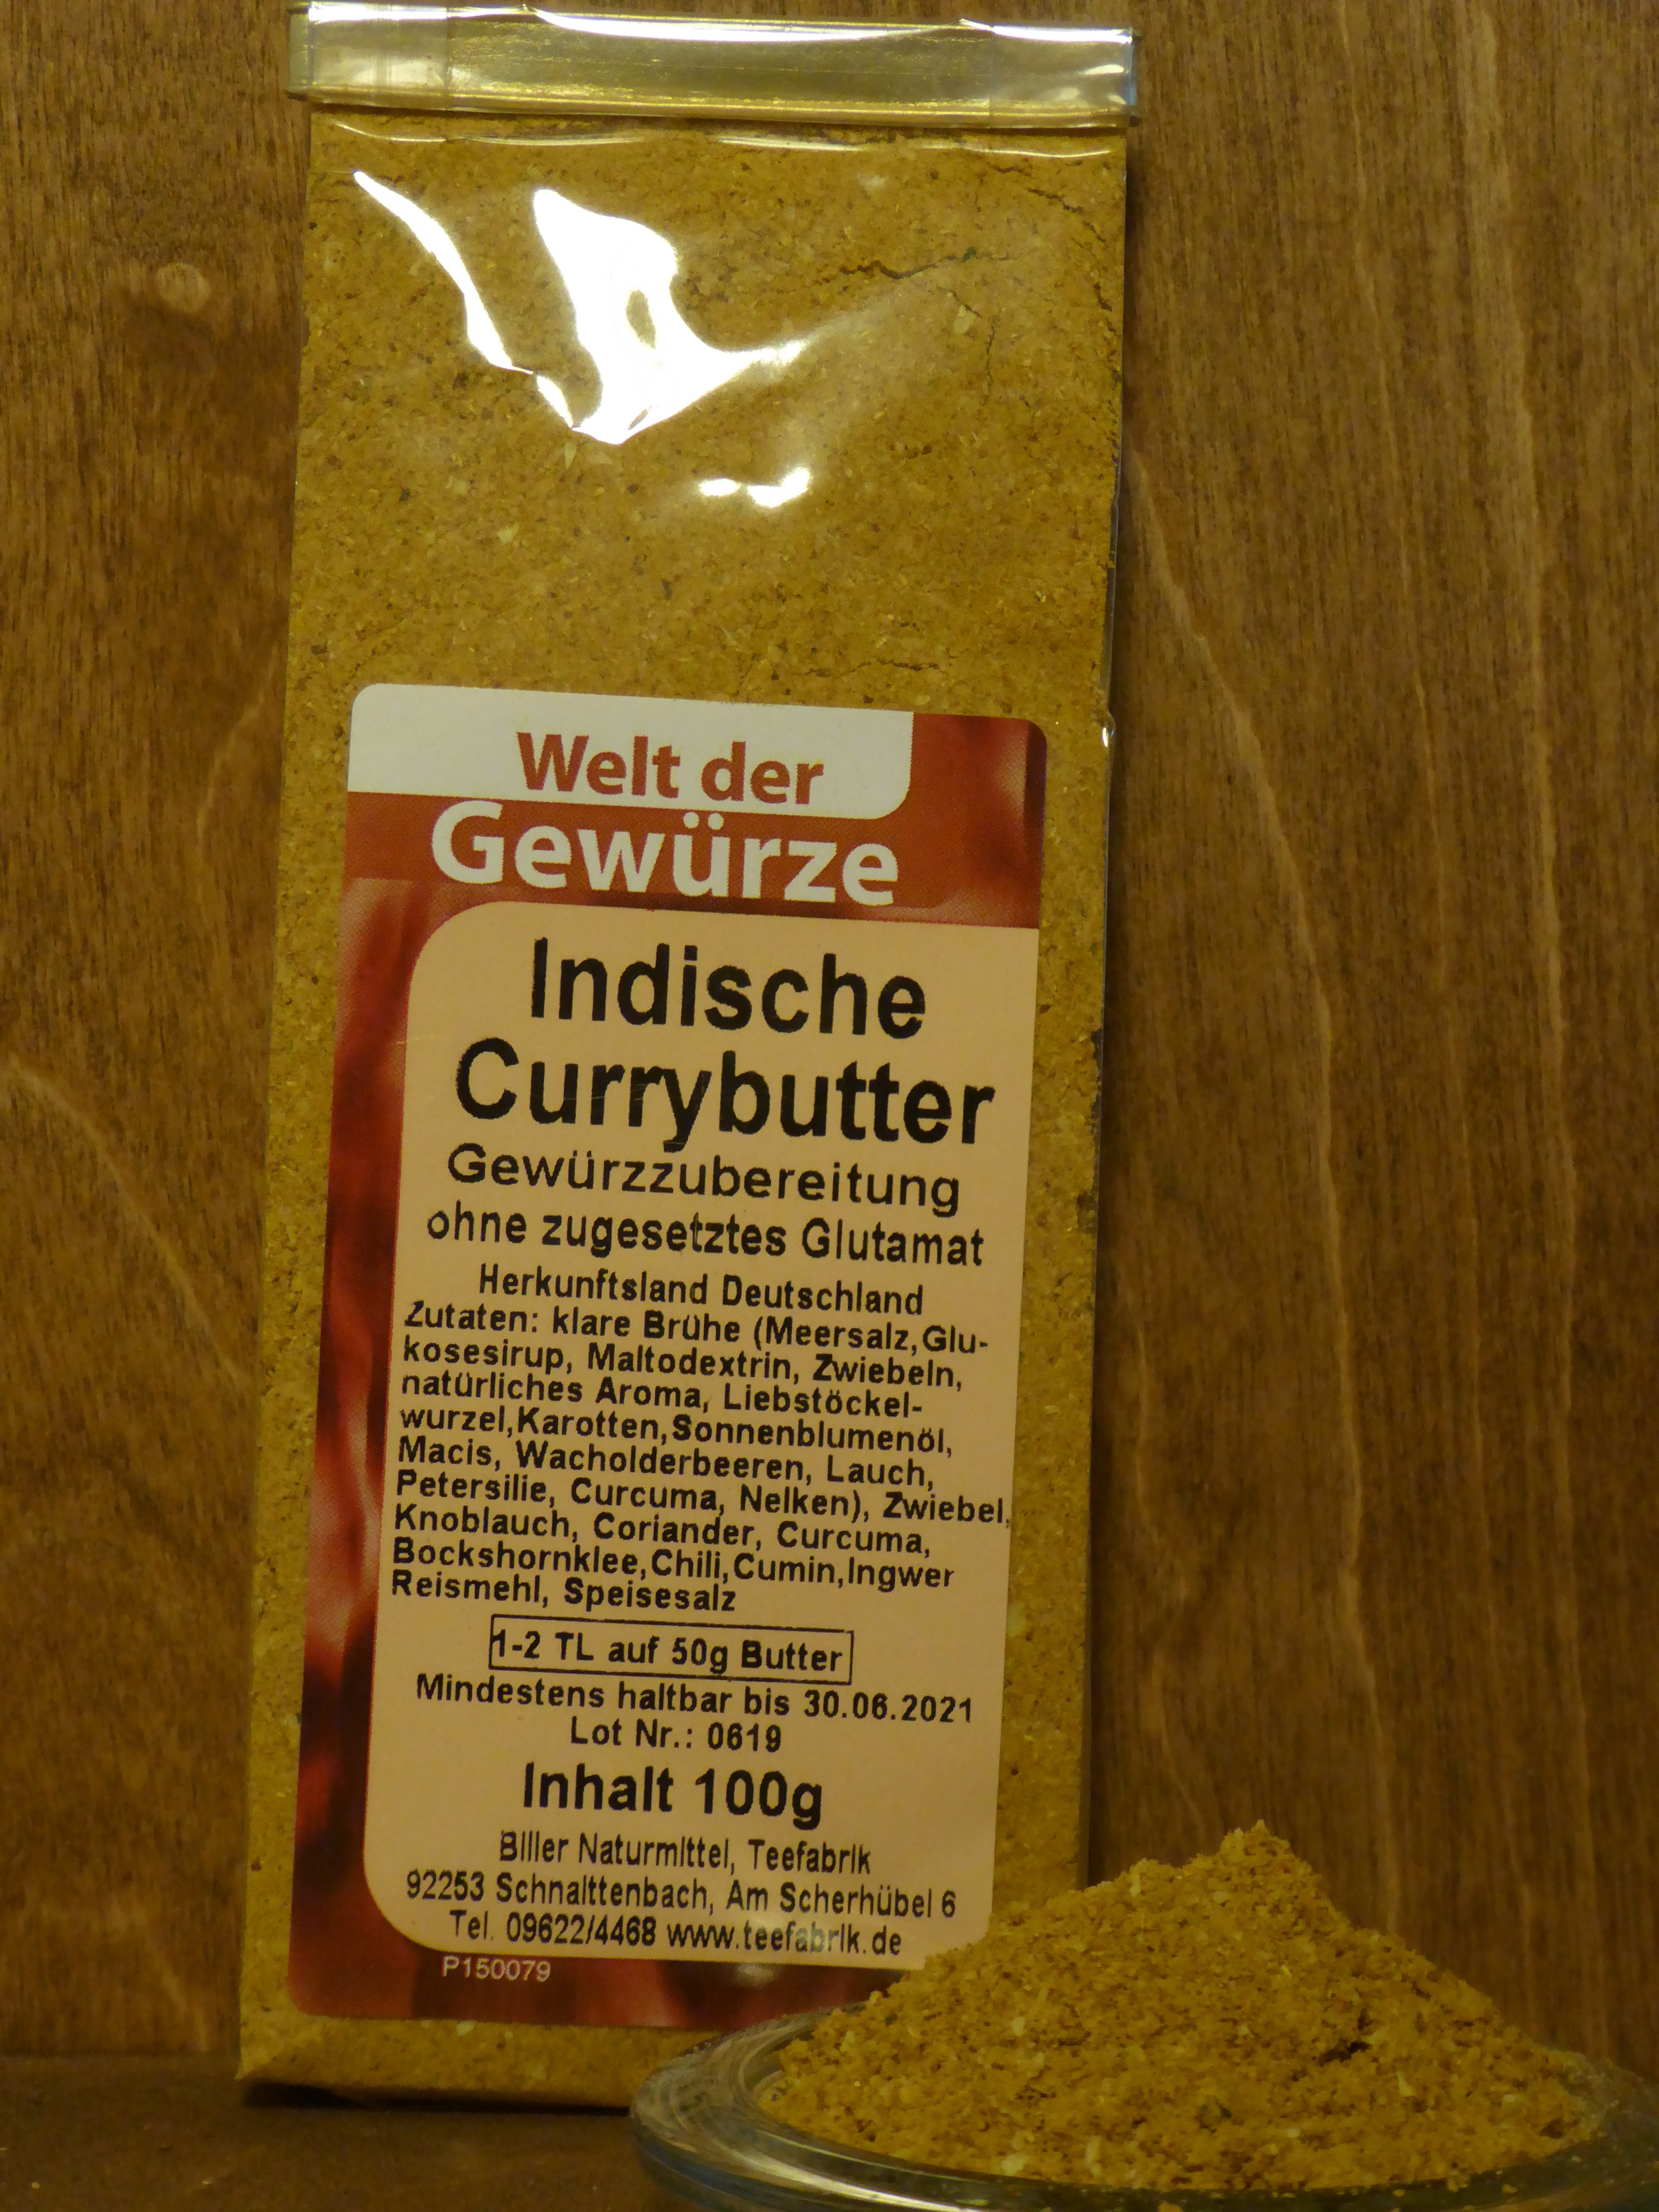 Welt der
Gewürze
Indische
Currybutter
Gewürzzubereitung
ohne zugesetztes Glutamat
Herkunftsland Deutschland
Zutaten: klare Brühe (Meersalz,Glu-
kosesirup, Maltodextrin, Zwiebeln,
natürliches Aroma, Liebstöckel-
wurzel,Karotten,Sonnenblumenöl,
Macis, Wacholderbeeren, Lauch,
Petersilie, Curcuma, Nelken), Zwiebel,
Knoblauch, Coriander, Curcuma,
Bockshornklee,Chili,Cumin,Ingwer
Reismehl, Speisesalz
1-2 TL auf 50g Butter
Mindestens haltbar bis 30.06.2021
Lot Nr.: 0619
Inhalt 100g
Biller Naturmittel, Teefabrik
92253 Schnaittenbach, Am Scherhübel 6
Tel. 09622/4468 www.teefabrik.de
P150079